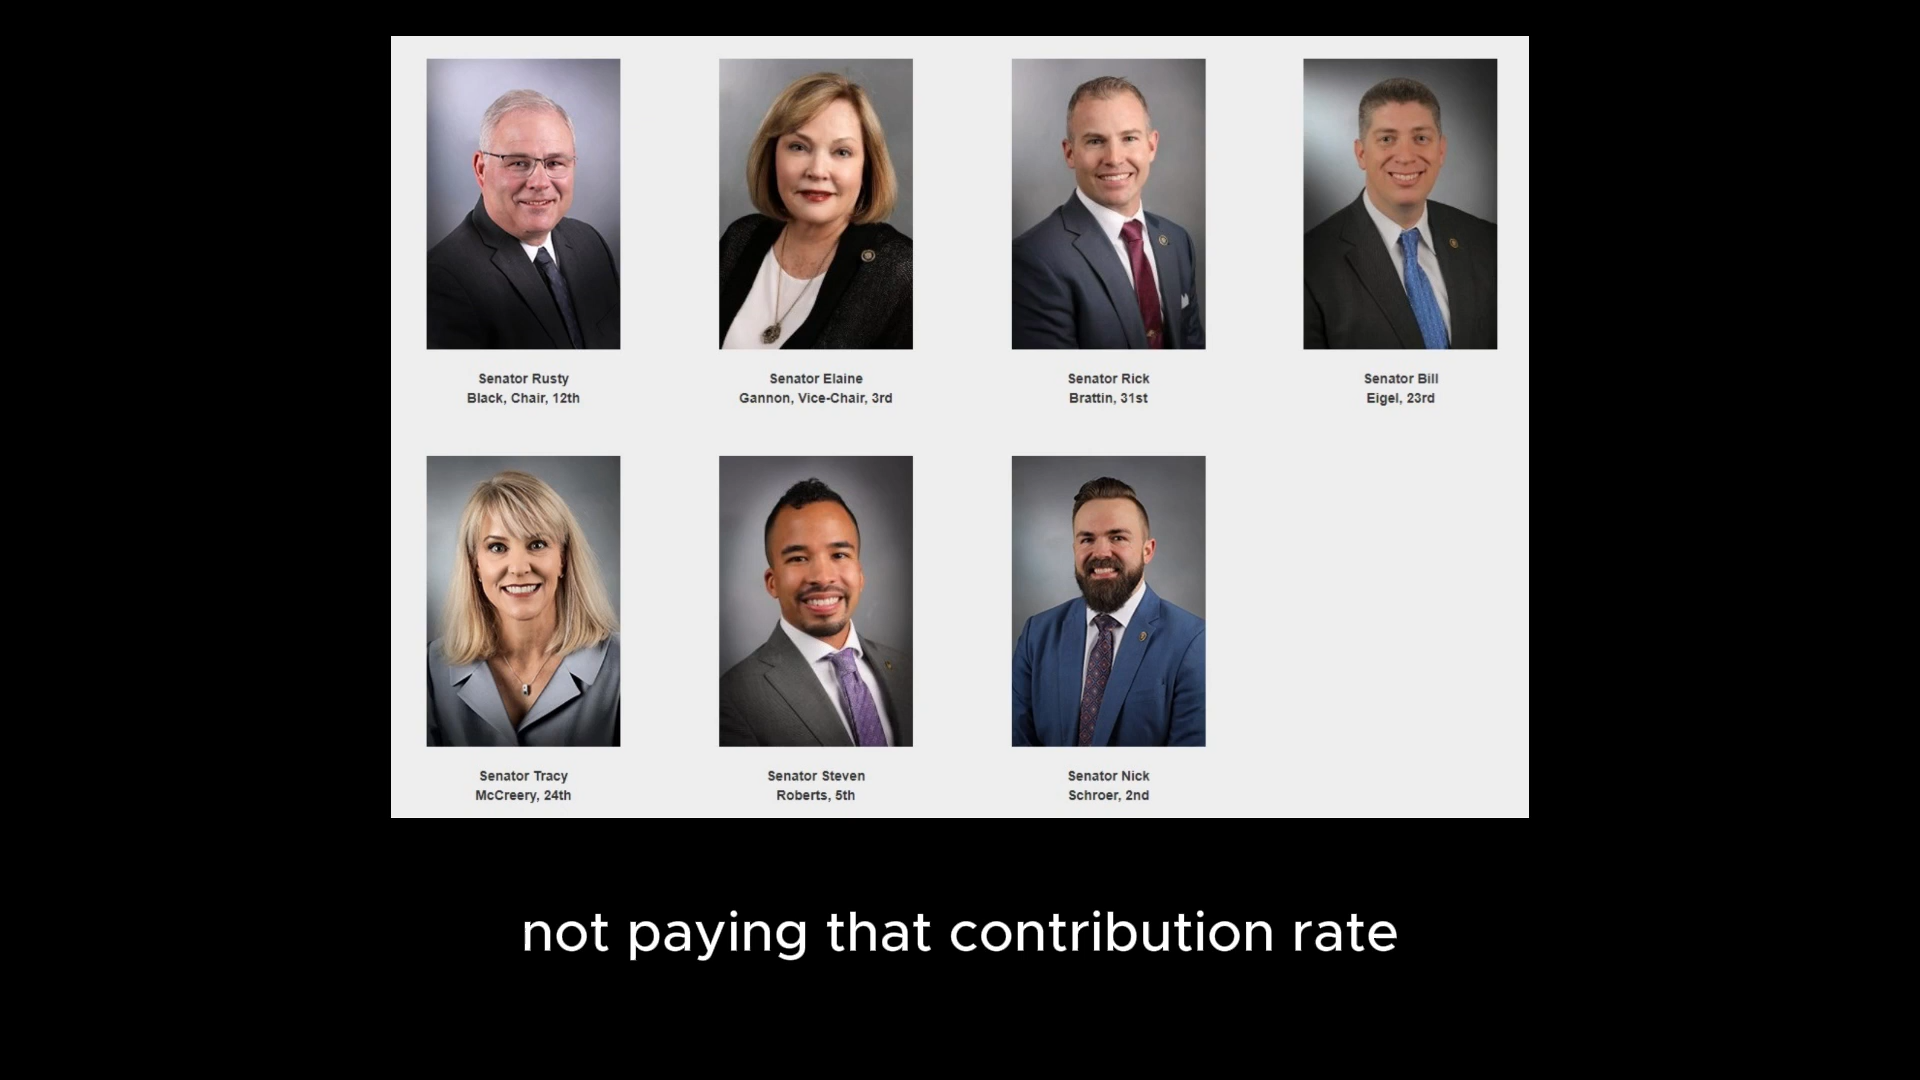 Senator Rusty
Black, Chair, 12th
Senator Elaine
Gannon, Vice-Chair, 3rd
Senator Rick
Brattin, 31st
Senator Bill
Eigel, 23rd
Senator Tracy
McCreery, 24th
Senator Steven
Roberts, 5th
Senator Nick
Schroer, 2nd
not paying that contribution rate